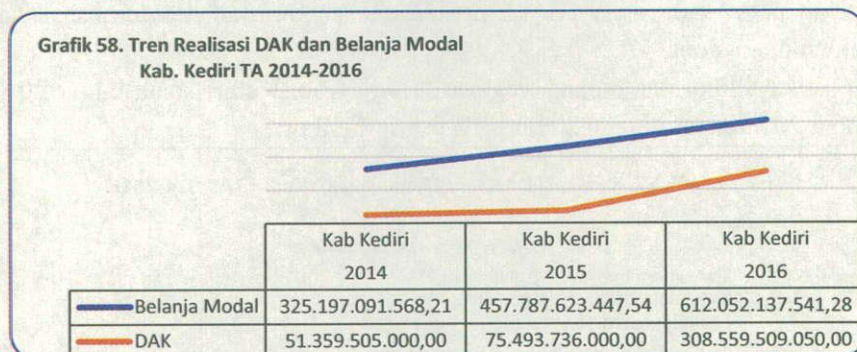 Grafik 58. Tren Realisasi DAK dan Belanja Modal
Kab. Kediri TA 2014-2016
Kab Kediri 2014 Kab Kediri 2015 Kab Kediri 2016
Belanja Modal 325.197.091.568,21 457.787.623.447,54 612.052.137.541,28
DAK 51.359.505.000,00 75.493.736.000,00 308.559.509.050,00